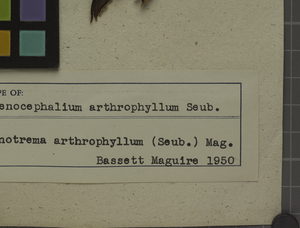 PE OF:
enocephalium arthrophyllum Seub.
notrema arthrophyllum (Seub.) Mag.
Bassett Maguire 1950